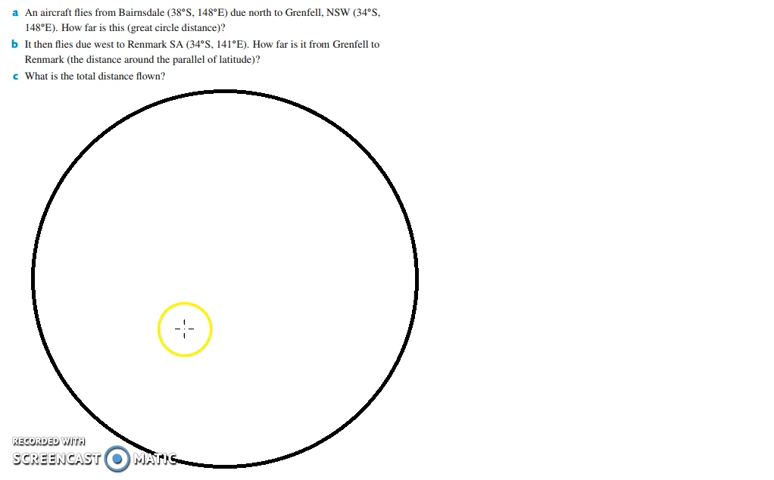 a An aircraft flies from Bairnsdale (38°S, 148°E) due north to Grenfell, NSW (34°S,
148°E). How far is this (great circle distance)?
b It then flies due west to Renmark SA (34°S, 141°E). How far is it from Grenfell to
Renmark (the distance around the parallel of latitude)?
c What is the total distance flown?
RECORDED WITH
SCREENCAST MATIC